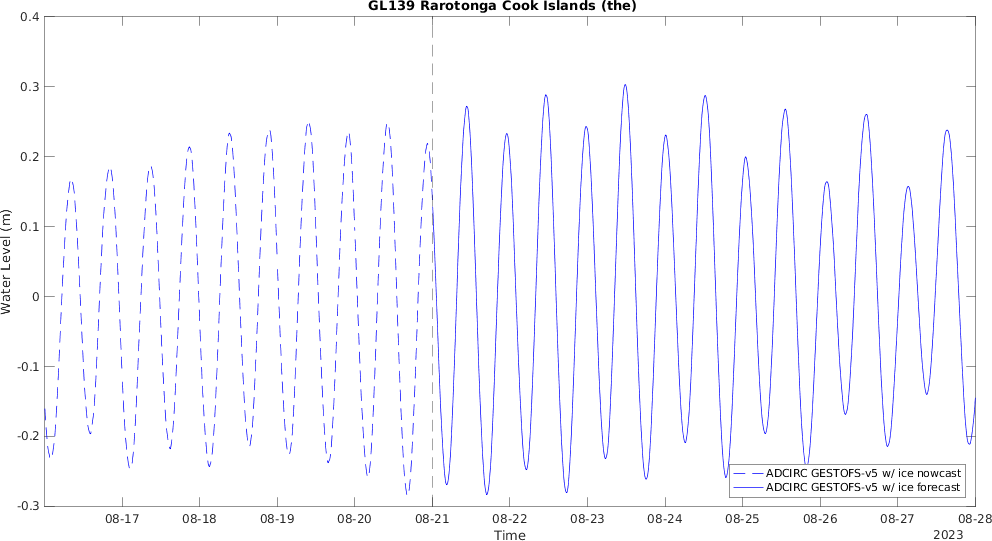 GL139 Rarotonga Cook Islands (the)
0.4
0.3
0.2
0.1
0
-0.1
-0.2
-0.3
Water Level (m)
ADCIRC GESTOFS-v5 w/ ice nowcast
ADCIRC GESTOFS-v5 w/ ice forecast
08-17 08-18 08-19 08-20 08-21 08-22 08-23 08-24 08-25 08-26 08-27 08-28
Time
2023